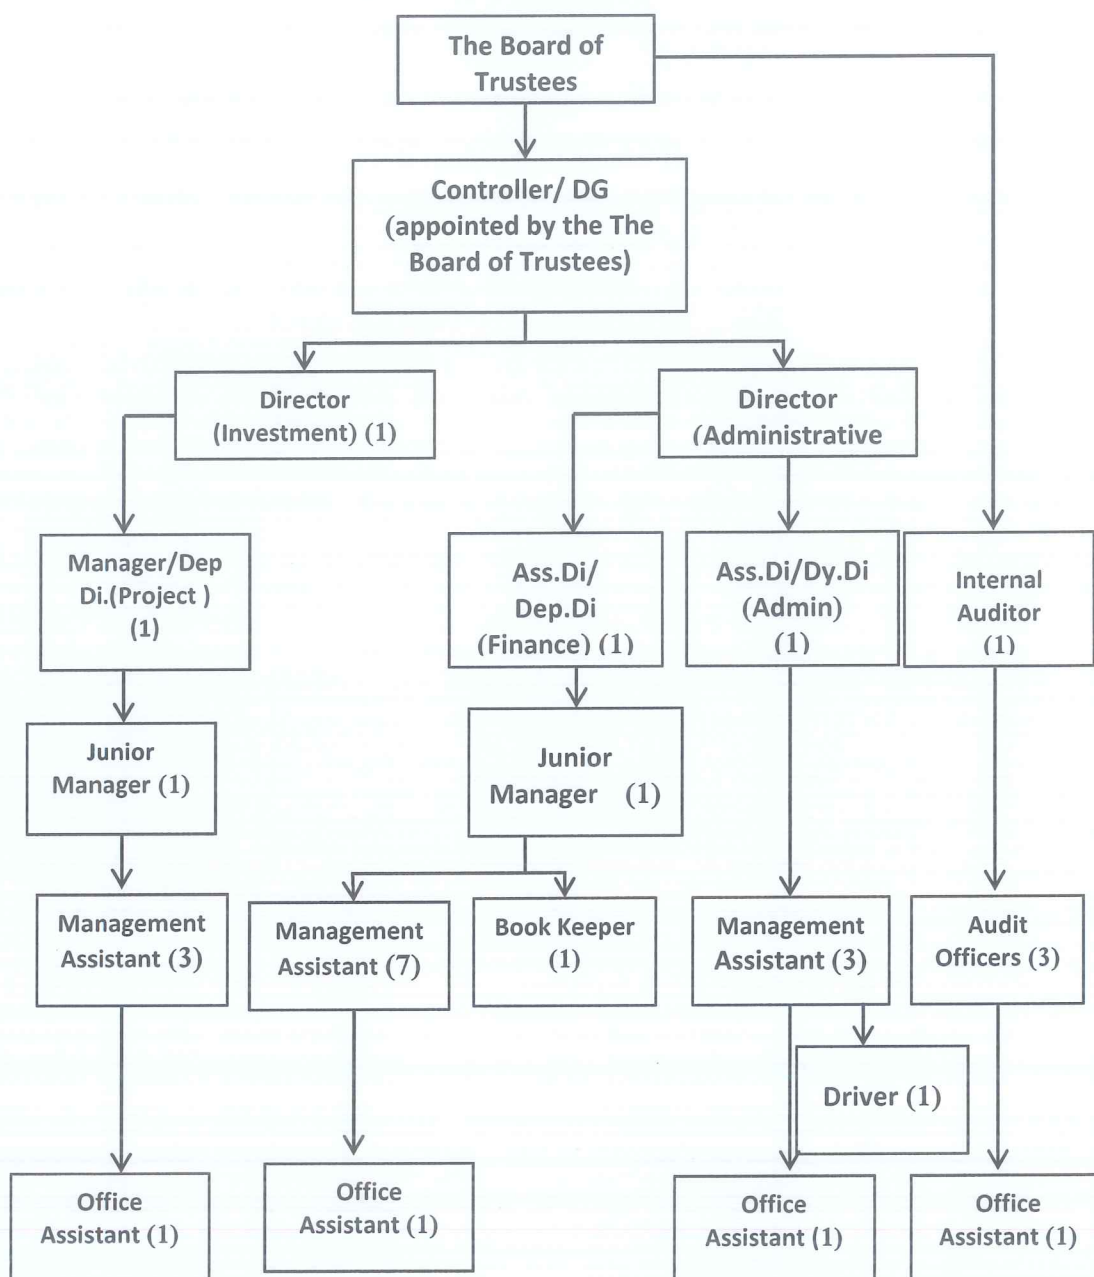 The Board of
Trustees
Controller/ DG
(appointed by the The
Board of Trustees)
Director
(Investment) (1)
Director
(Administrative
Manager/Dep
Di.(Project )
(1)
Ass.Di/
Dep.Di
(Finance) (1)
Ass.Di/Dy.Di
(Admin)
(1)
Internal
Auditor
(1)
Junior
Manager (1)
Junior
Manager (1)
Management
Assistant (3)
Management
Assistant (7)
Book Keeper
(1)
Management
Assistant (3)
Audit
Officers (3)
Driver (1)
Office
Assistant (1)
Office
Assistant (1)
Office
Assistant (1)
Office
Assistant (1)